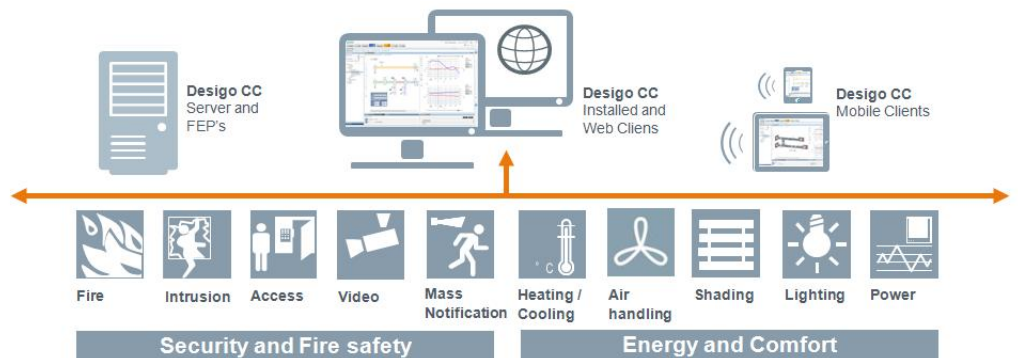 Desigo CC
Server and
FEP's
Desigo CC
Installed and
Web Cliens
Desigo CC
Mobile Clients
° C
Fire
Intrusion
Access
Video
Mass
Notification
Heating /
Cooling
Air
handling
Shading
Lighting
Power
Security and Fire safety
Energy and Comfort